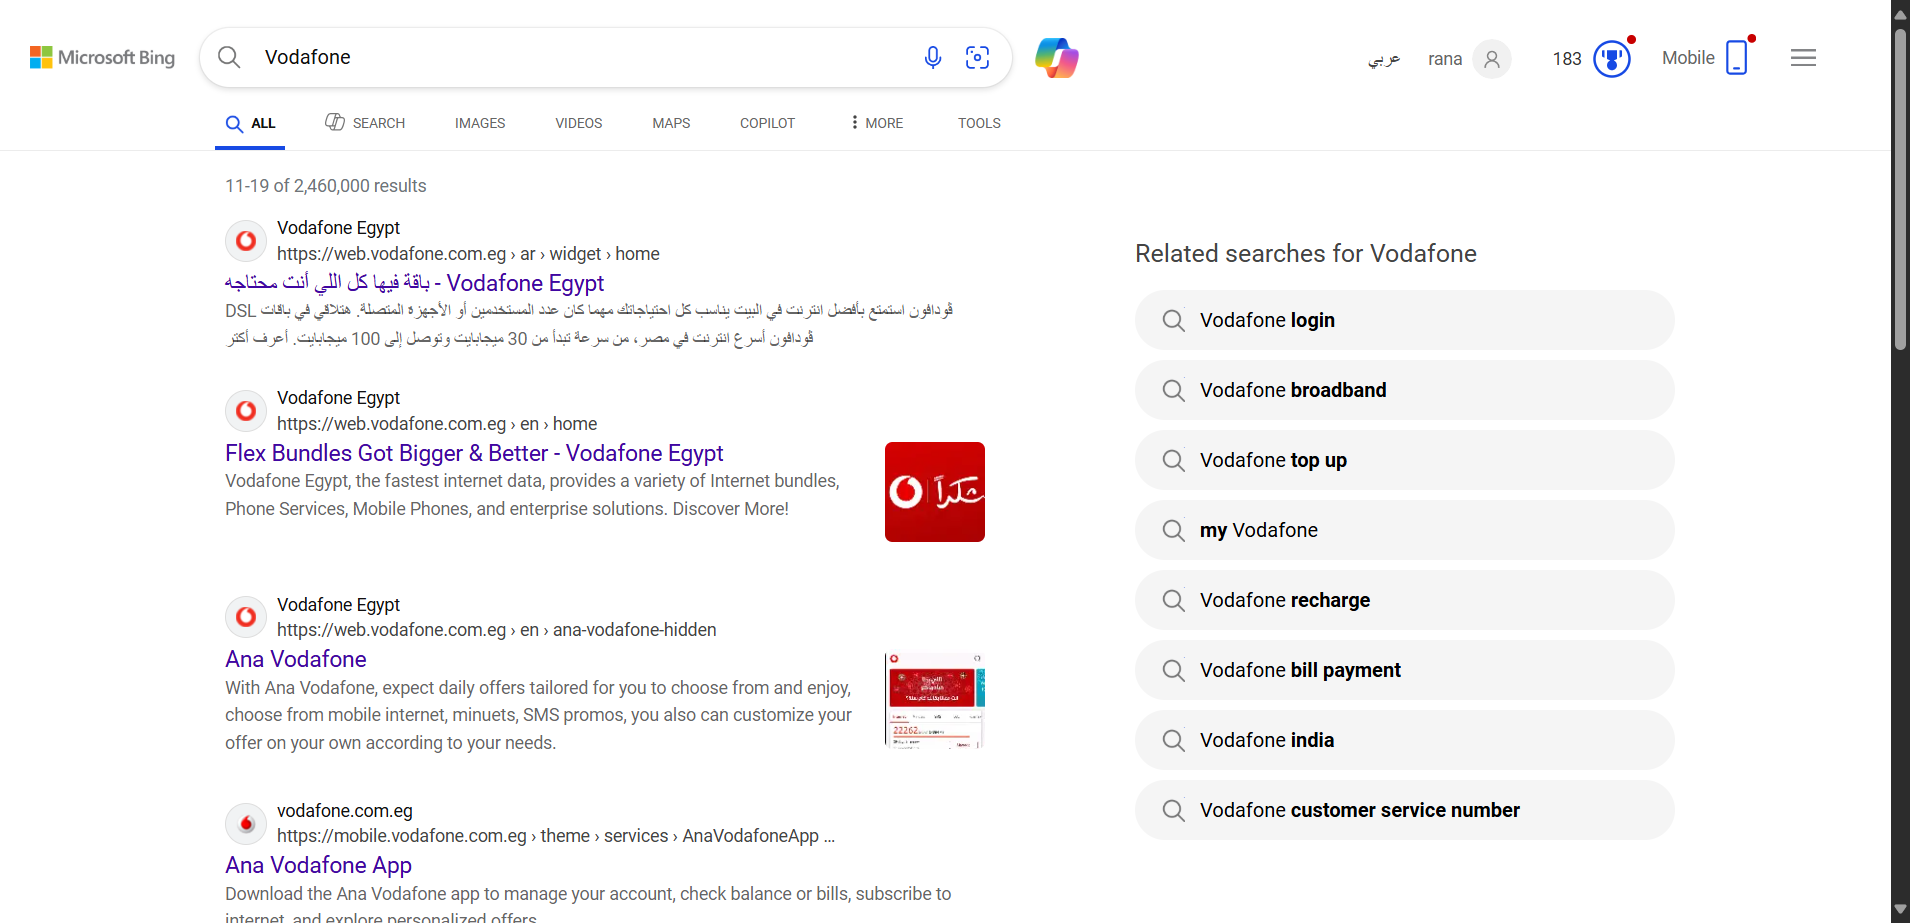 Microsoft Bing
Vodafone
عربي
rana
183
Mobile
ALL
SEARCH
IMAGES
VIDEOS
MAPS
COPILOT
MORE
TOOLS
11-19 of 2,460,000 results
Vodafone Egypt
https://web.vodafone.com.eg › ar › widget › home
باقة فيها كل اللي أنت محتاجه - Vodafone Egypt
ڤودافون استمتع بأفضل انترنت في البيت يناسب كل احتياجاتك مهما كان عدد المستخدمين أو الأجهزة المتصلة. هتلاقي في باقات DSL
ڤودافون أسرع انترنت في مصر، من سرعة تبدأ من 30 ميجابايت وتوصل إلى 100 ميجابايت. أعرف أكتر
Vodafone Egypt
https://web.vodafone.com.eg › en › home
Flex Bundles Got Bigger & Better - Vodafone Egypt
Vodafone Egypt, the fastest internet data, provides a variety of Internet bundles,
Phone Services, Mobile Phones, and enterprise solutions. Discover More!
شكراً
Vodafone Egypt
https://web.vodafone.com.eg › en › ana-vodafone-hidden
Ana Vodafone
With Ana Vodafone, expect daily offers tailored for you to choose from and enjoy,
choose from mobile internet, minuets, SMS promos, you also can customize your
offer on your own according to your needs.
22262
vodafone.com.eg
https://mobile.vodafone.com.eg › theme › services › AnaVodafoneApp ...
Ana Vodafone App
Download the Ana Vodafone app to manage your account, check balance or bills, subscribe to
internet, and explore personalized offers
Related searches for Vodafone
Vodafone login
Vodafone broadband
Vodafone top up
my Vodafone
Vodafone recharge
Vodafone bill payment
Vodafone india
Vodafone customer service number